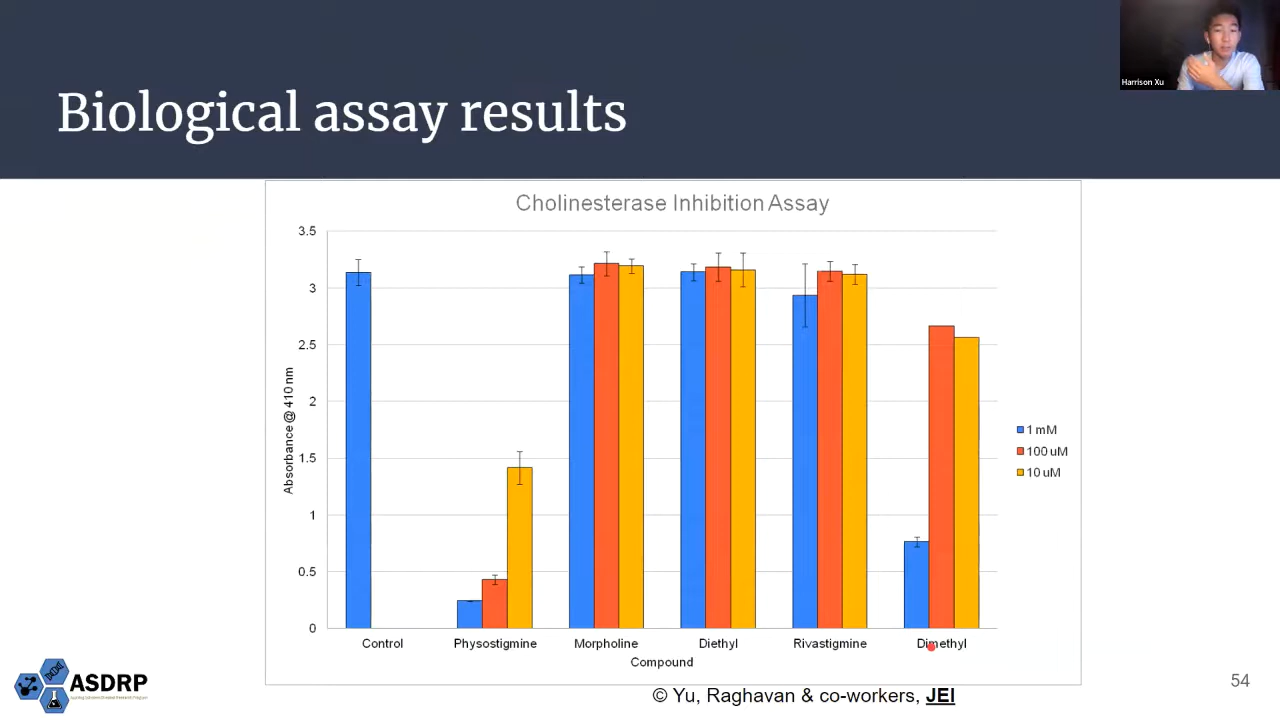 Harrison Xu
Biological assay results
Cholinesterase Inhibition Assay
3.5
3
2.5
2
1.5
1
0.5
0
Absorbance @ 410 nm
1 mM
100 uM
10 uM
Control Physostigmine Morpholine Diethyl Rivastigmine Dimethyl
Compound
ASDRP
© Yu, Raghavan & co-workers, JEI
54